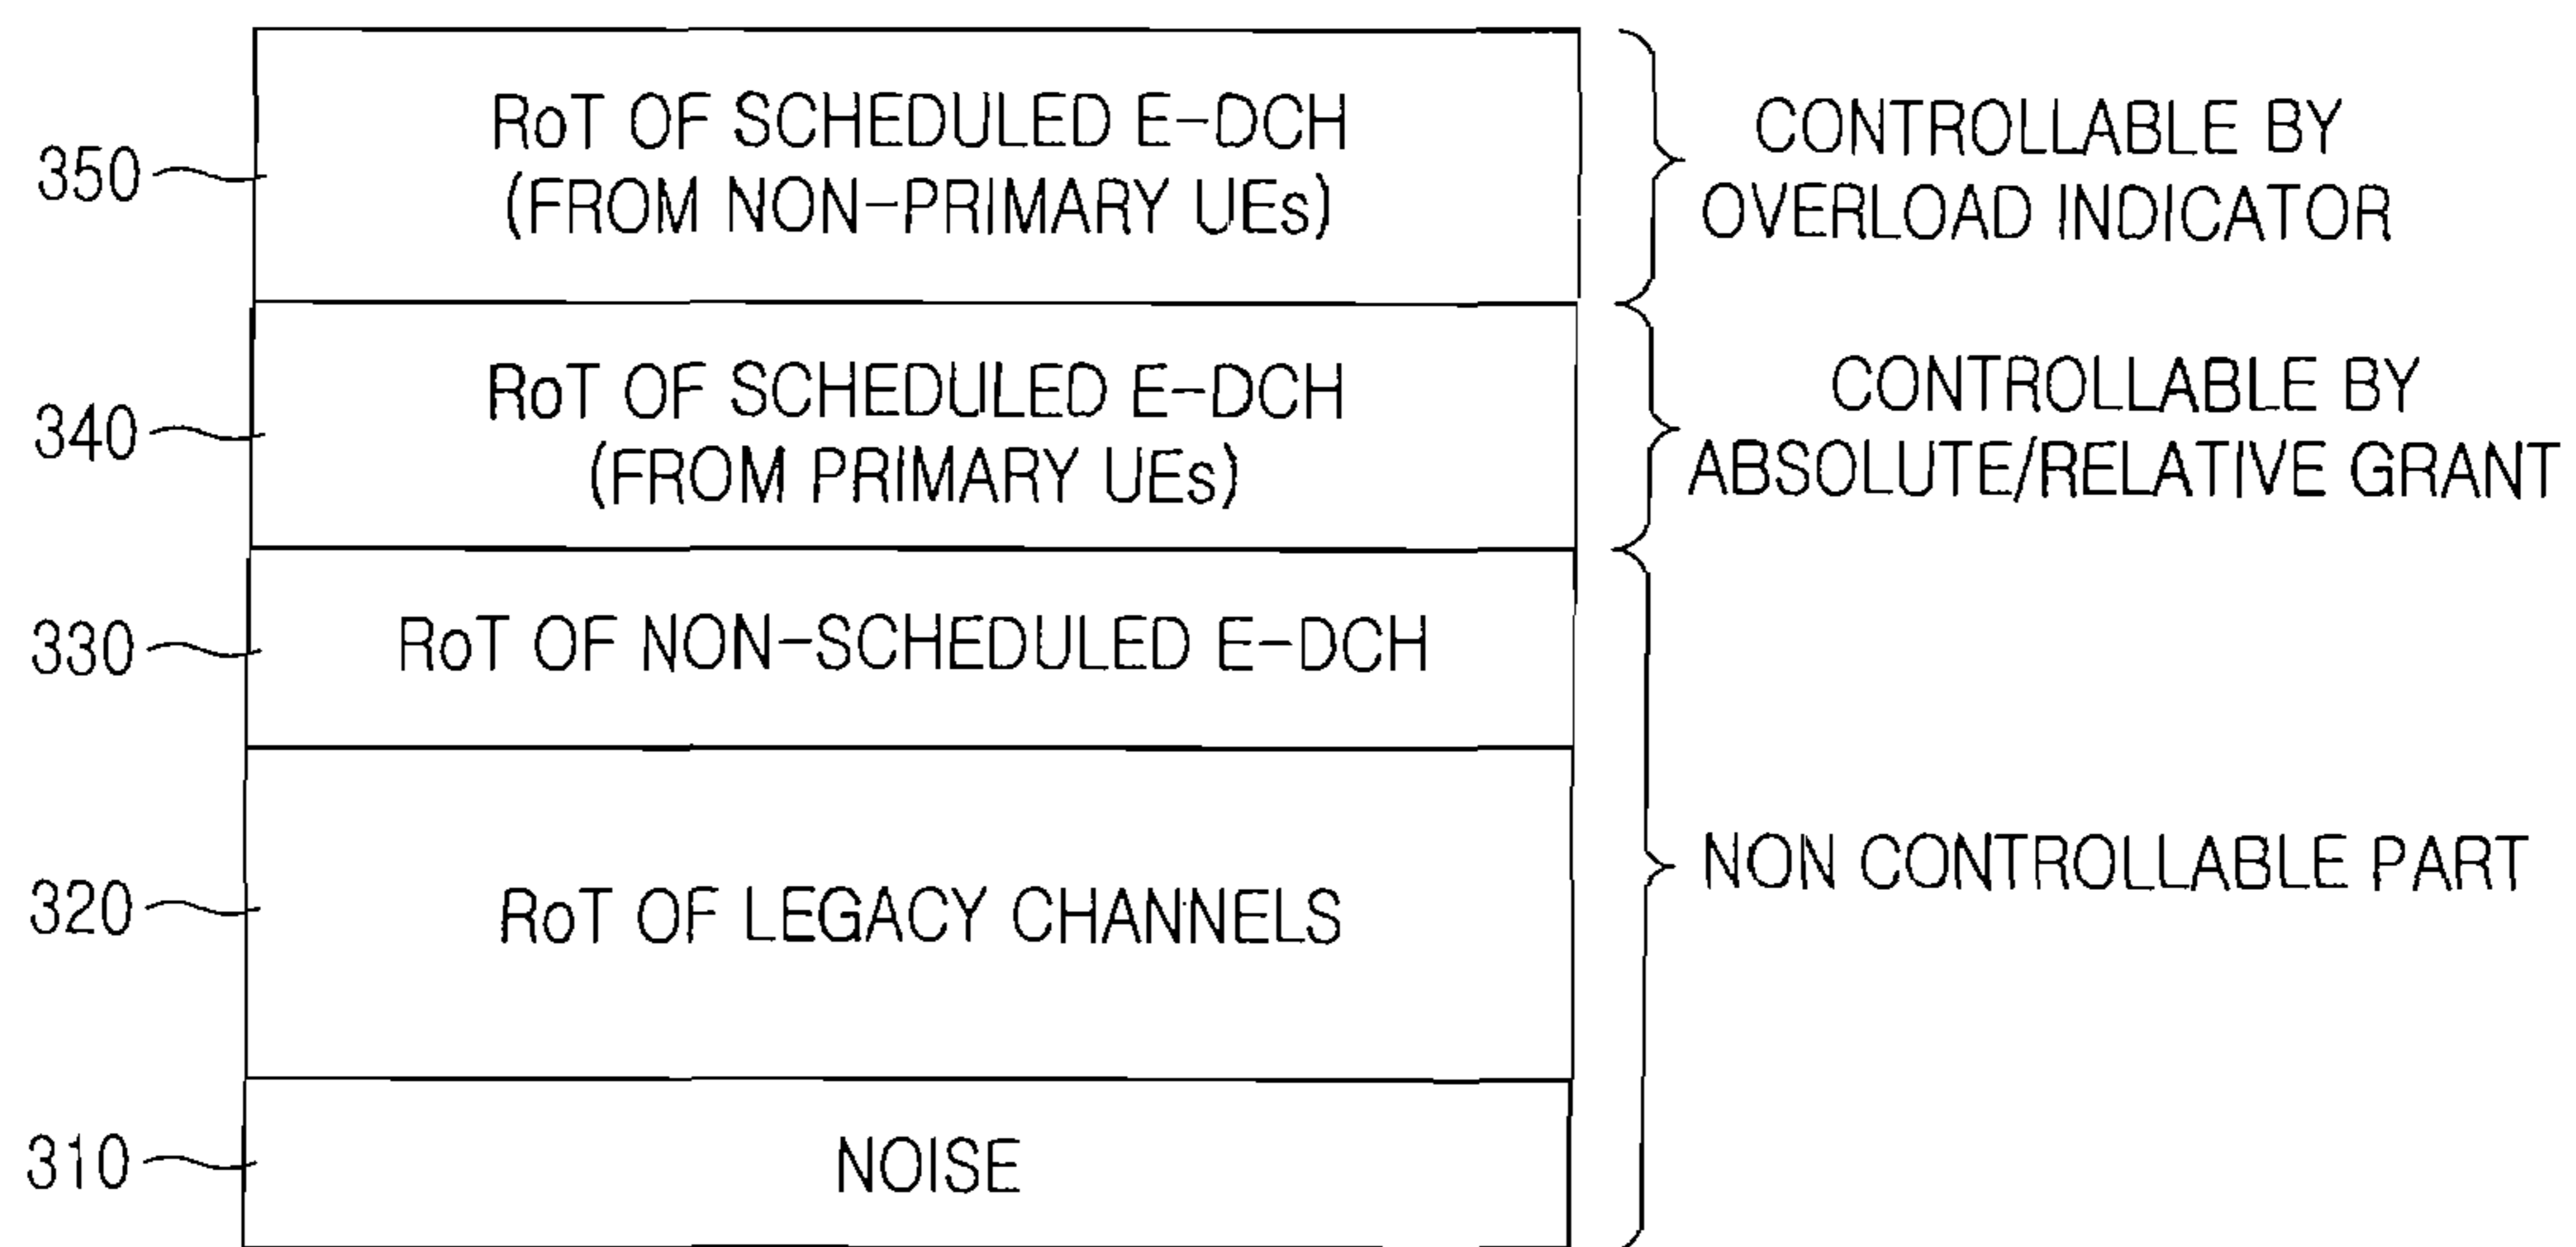 350
RoT OF SCHEDULED E-DCH
(FROM NON-PRIMARY UEs)
CONTROLLABLE BY
OVERLOAD INDICATOR
340
RoT OF SCHEDULED E-DCH
(FROM PRIMARY UEs)
CONTROLLABLE BY
ABSOLUTE/RELATIVE GRANT
330
RoT OF NON-SCHEDULED E-DCH
320
RoT OF LEGACY CHANNELS
NON CONTROLLABLE PART
310
NOISE